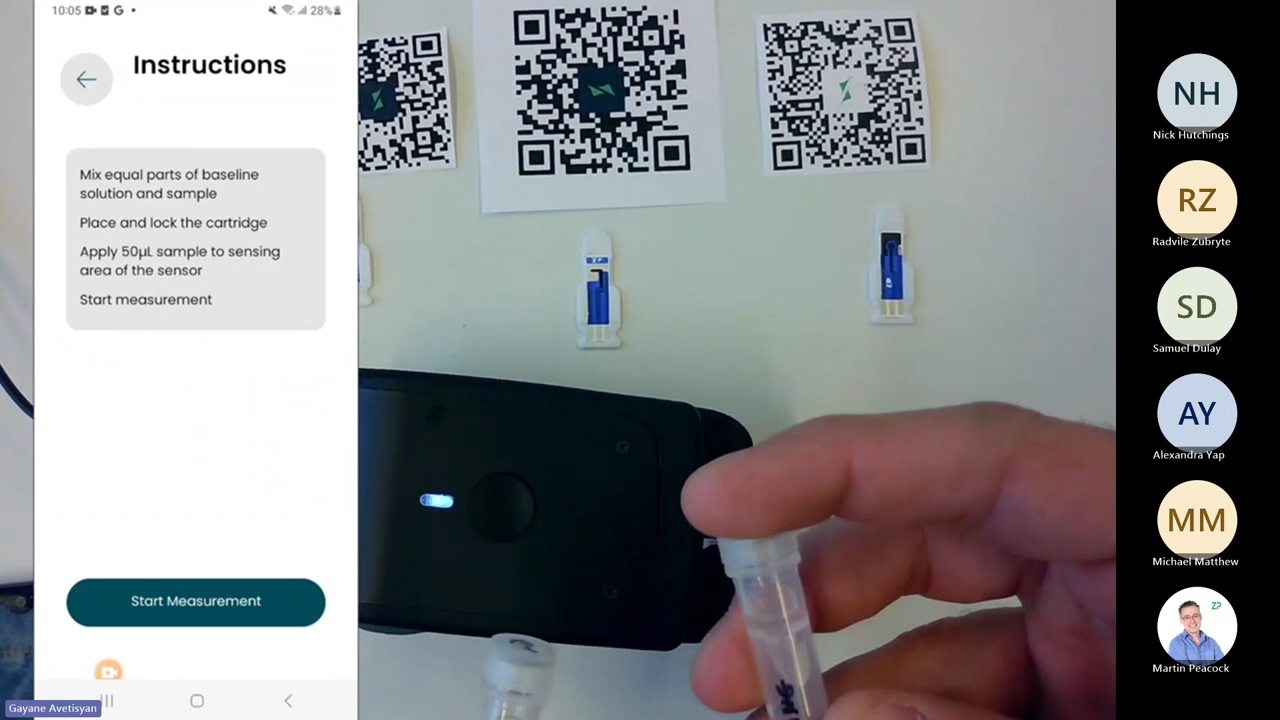 10:05
28%
Instructions
Mix equal parts of baseline
solution and sample
Place and lock the cartridge
Apply 50µL sample to sensing
area of the sensor
Start measurement
Start Measurement
Gayane Avetisyan
ZP
NH
Nick Hutchings
RZ
Radvile Zubryte
SD
Samuel Dulay
AY
Alexandra Yap
MM
Michael Matthew
ZP
Martin Peacock